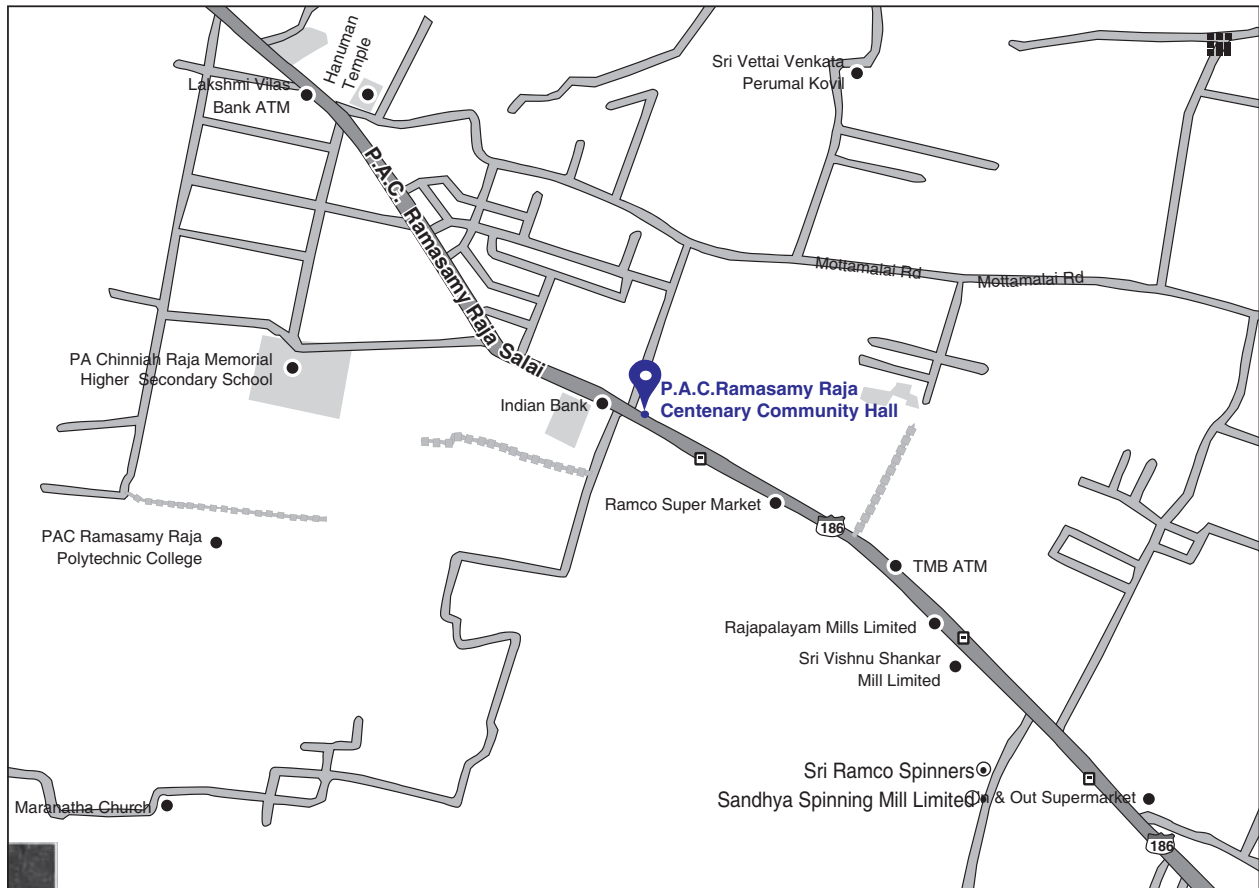 Hanuman
Temple
Lakshmi Vilas
Bank ATM
Sri Vettai Venkata
Perumal Kovil
P.A.C. Ramasamy Raja Salai
Mottamalai Rd
Mottamalai Rd
PA Chinniah Raja Memorial
Higher Secondary School
P.A.C.Ramasamy Raja
Centenary Community Hall
Indian Bank
Ramco Super Market
186
PAC Ramasamy Raja
Polytechnic College
TMB ATM
Rajapalayam Mills Limited
Sri Vishnu Shankar
Mill Limited
Sri Ramco Spinners
Sandhya Spinning Mill Limited
In & Out Supermarket
Maranatha Church
186